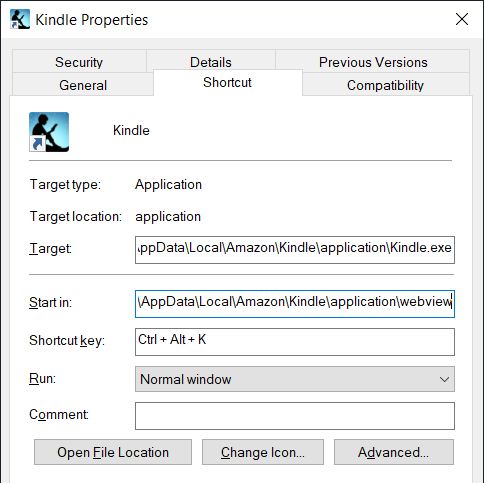 Kindle Properties
Security Details Previous Versions
General Shortcut Compatibility
Kindle
Target type: Application
Target location: application
Target: \ppData\Local\Amazon\Kindle\application\Kindle.exe
Start in: \AppData\Local\Amazon\Kindle\application\webview
Shortcut key: Ctrl + Alt + K
Run: Normal window
Comment:
Open File Location Change Icon... Advanced...